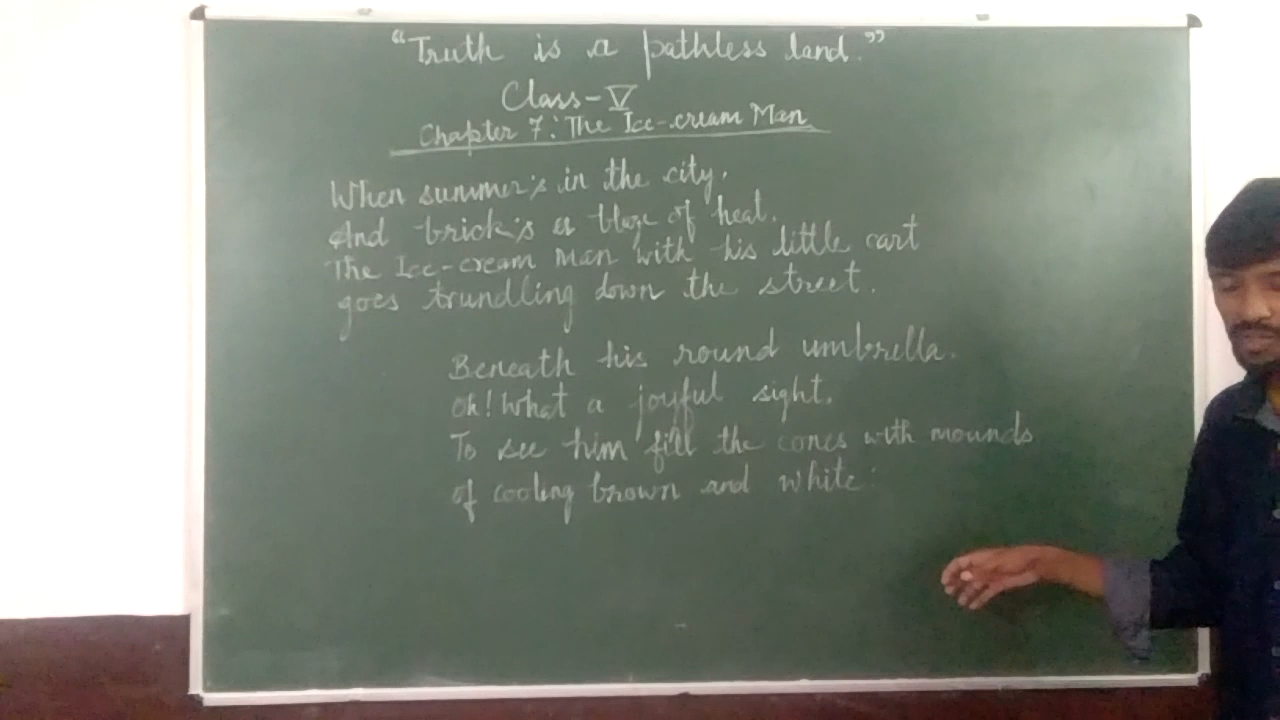 "Truth is a pathless land."
Class-V
Chapter 7: The Ice-cream Man
When summer's in the city,
And brick's a blaze of heat.
The Ice-cream Man with his little cart
goes trundling down the street.
Beneath his round umbrella.
Oh! What a joyful sight.
To see him fill the cones with mounds
of cooling brown and white: